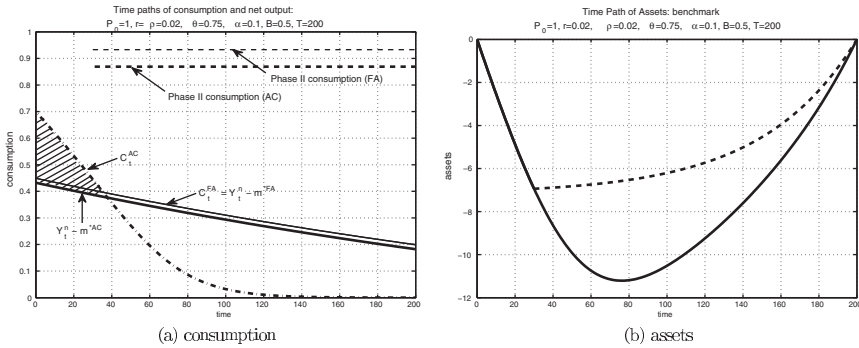 Time paths of consumption and net output:
P_o=1, r= ρ=0.02, θ=0.75, α=0.1, B=0.5, T=200
1
0.9
0.8
0.7
0.6
0.5
0.4
0.3
0.2
0.1
0
consumption
Phase II consumption (FA)
Phase II consumption (AC)
C_t^AC
C_t^FA = Y_t^n − m*FA
Y_t^n − m*AC
0 20 40 60 80 100 120 140 160 180 200
time
(a) consumption
Time Path of Assets: benchmark
P_o=1, r=0.02, ρ=0.02, θ=0.75, α=0.1, B=0.5, T=200
0
−2
−4
−6
−8
−10
−12
assets
0 20 40 60 80 100 120 140 160 180 200
time
(b) assets